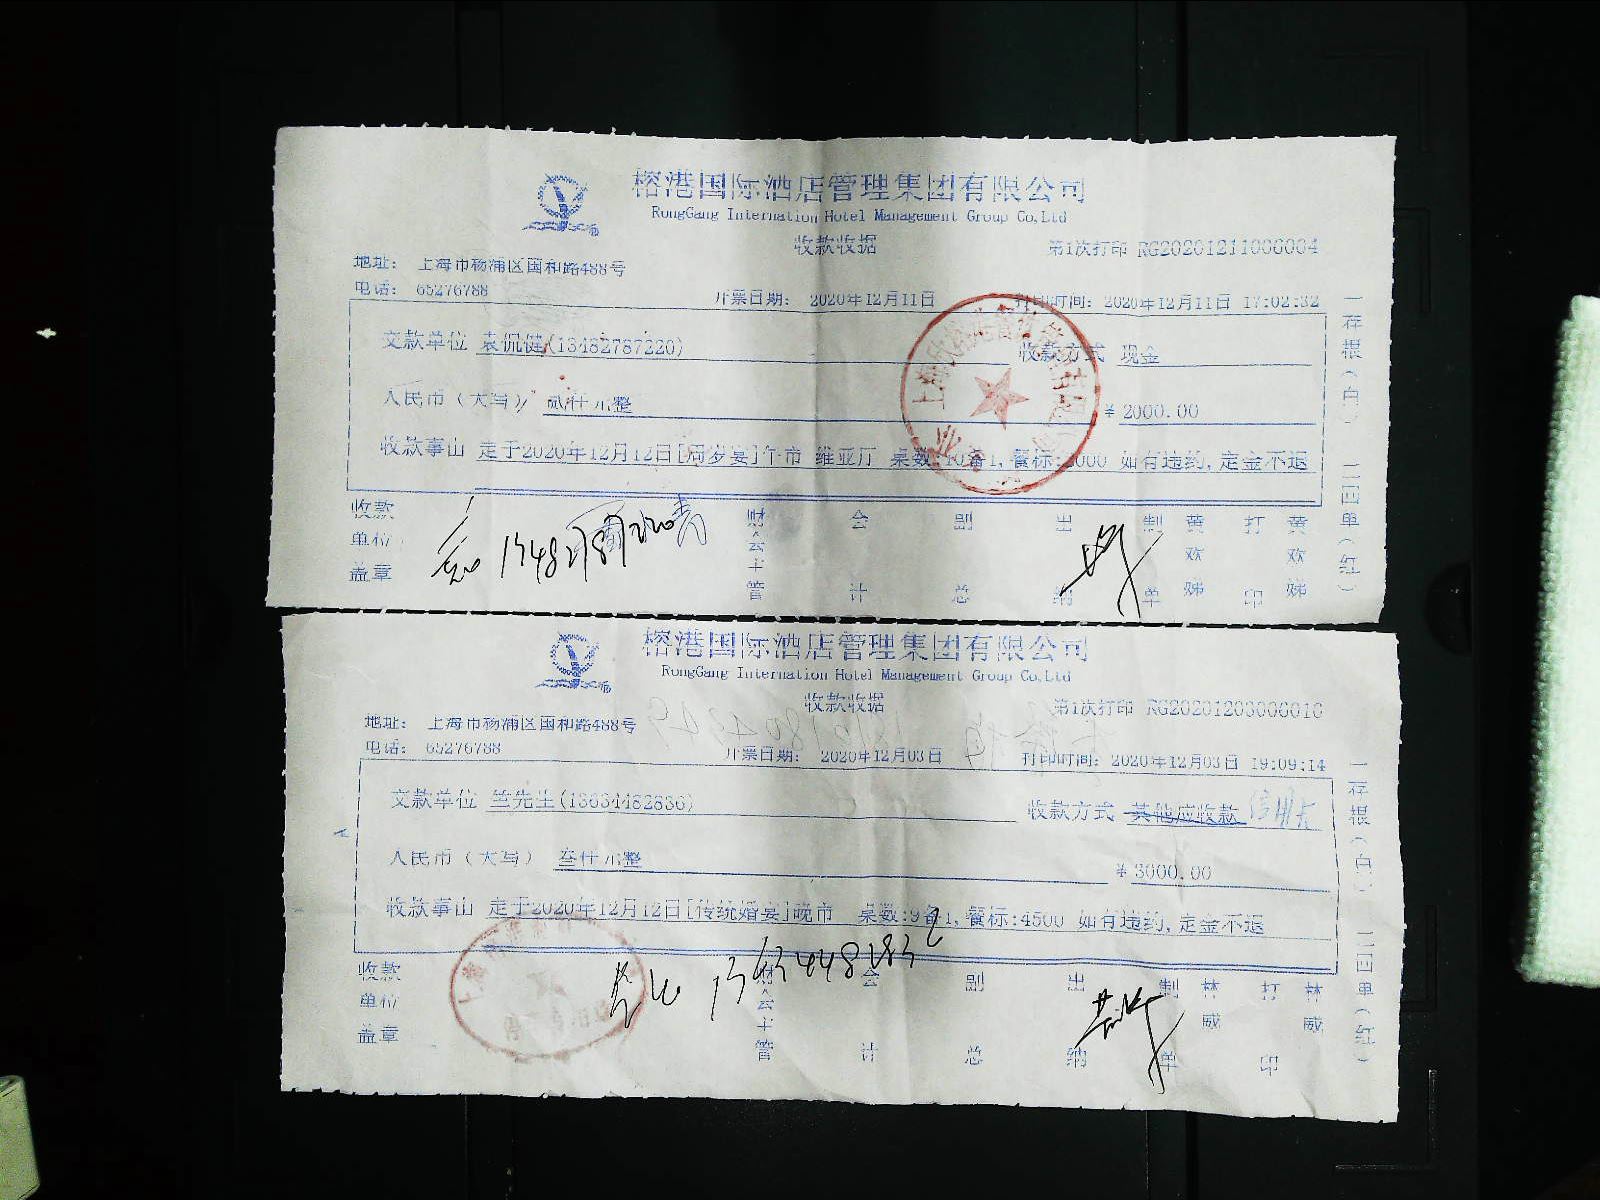 榕港国际酒店管理集团有限公司
RongGang Internation Hotel Management Group Co,Ltd
收款收据
第1次打印 RG20201211000004
地址： 上海市杨浦区国和路488号
电话： 65276788
开票日期： 2020年12月11日
打印时间：2020年12月11日 17:02:32
交款单位 袁侃健(13482787220)
收款方式 现金
人民币（大写） 贰仟元整
￥2000.00
收款事由 定于2020年12月12日[周岁宴]午市 维亚厅 桌数:10备1,餐标:3000 如有违约,定金不退
收款单位盖章
财会主管
会计
副总
出纳
制单
黄欢娣
打印
黄欢娣
一存根（白） 二四单（红）
榕港国际酒店管理集团有限公司
RongGang Internation Hotel Management Group Co,Ltd
收款收据
第1次打印 RG20201203000010
地址： 上海市杨浦区国和路488号
电话： 65276788
开票日期： 2020年12月03日
打印时间：2020年12月03日 19:09:14
交款单位 竺先生(13634482836)
收款方式 其他应收款 信用卡
人民币（大写） 叁仟元整
￥3000.00
收款事由 定于2020年12月12日[传统婚宴]晚市 桌数:9备1,餐标:4500 如有违约,定金不退
收款单位盖章
财会主管
会计
副总
出纳
制单
林威
打印
林威
一存根（白） 二四单（红）